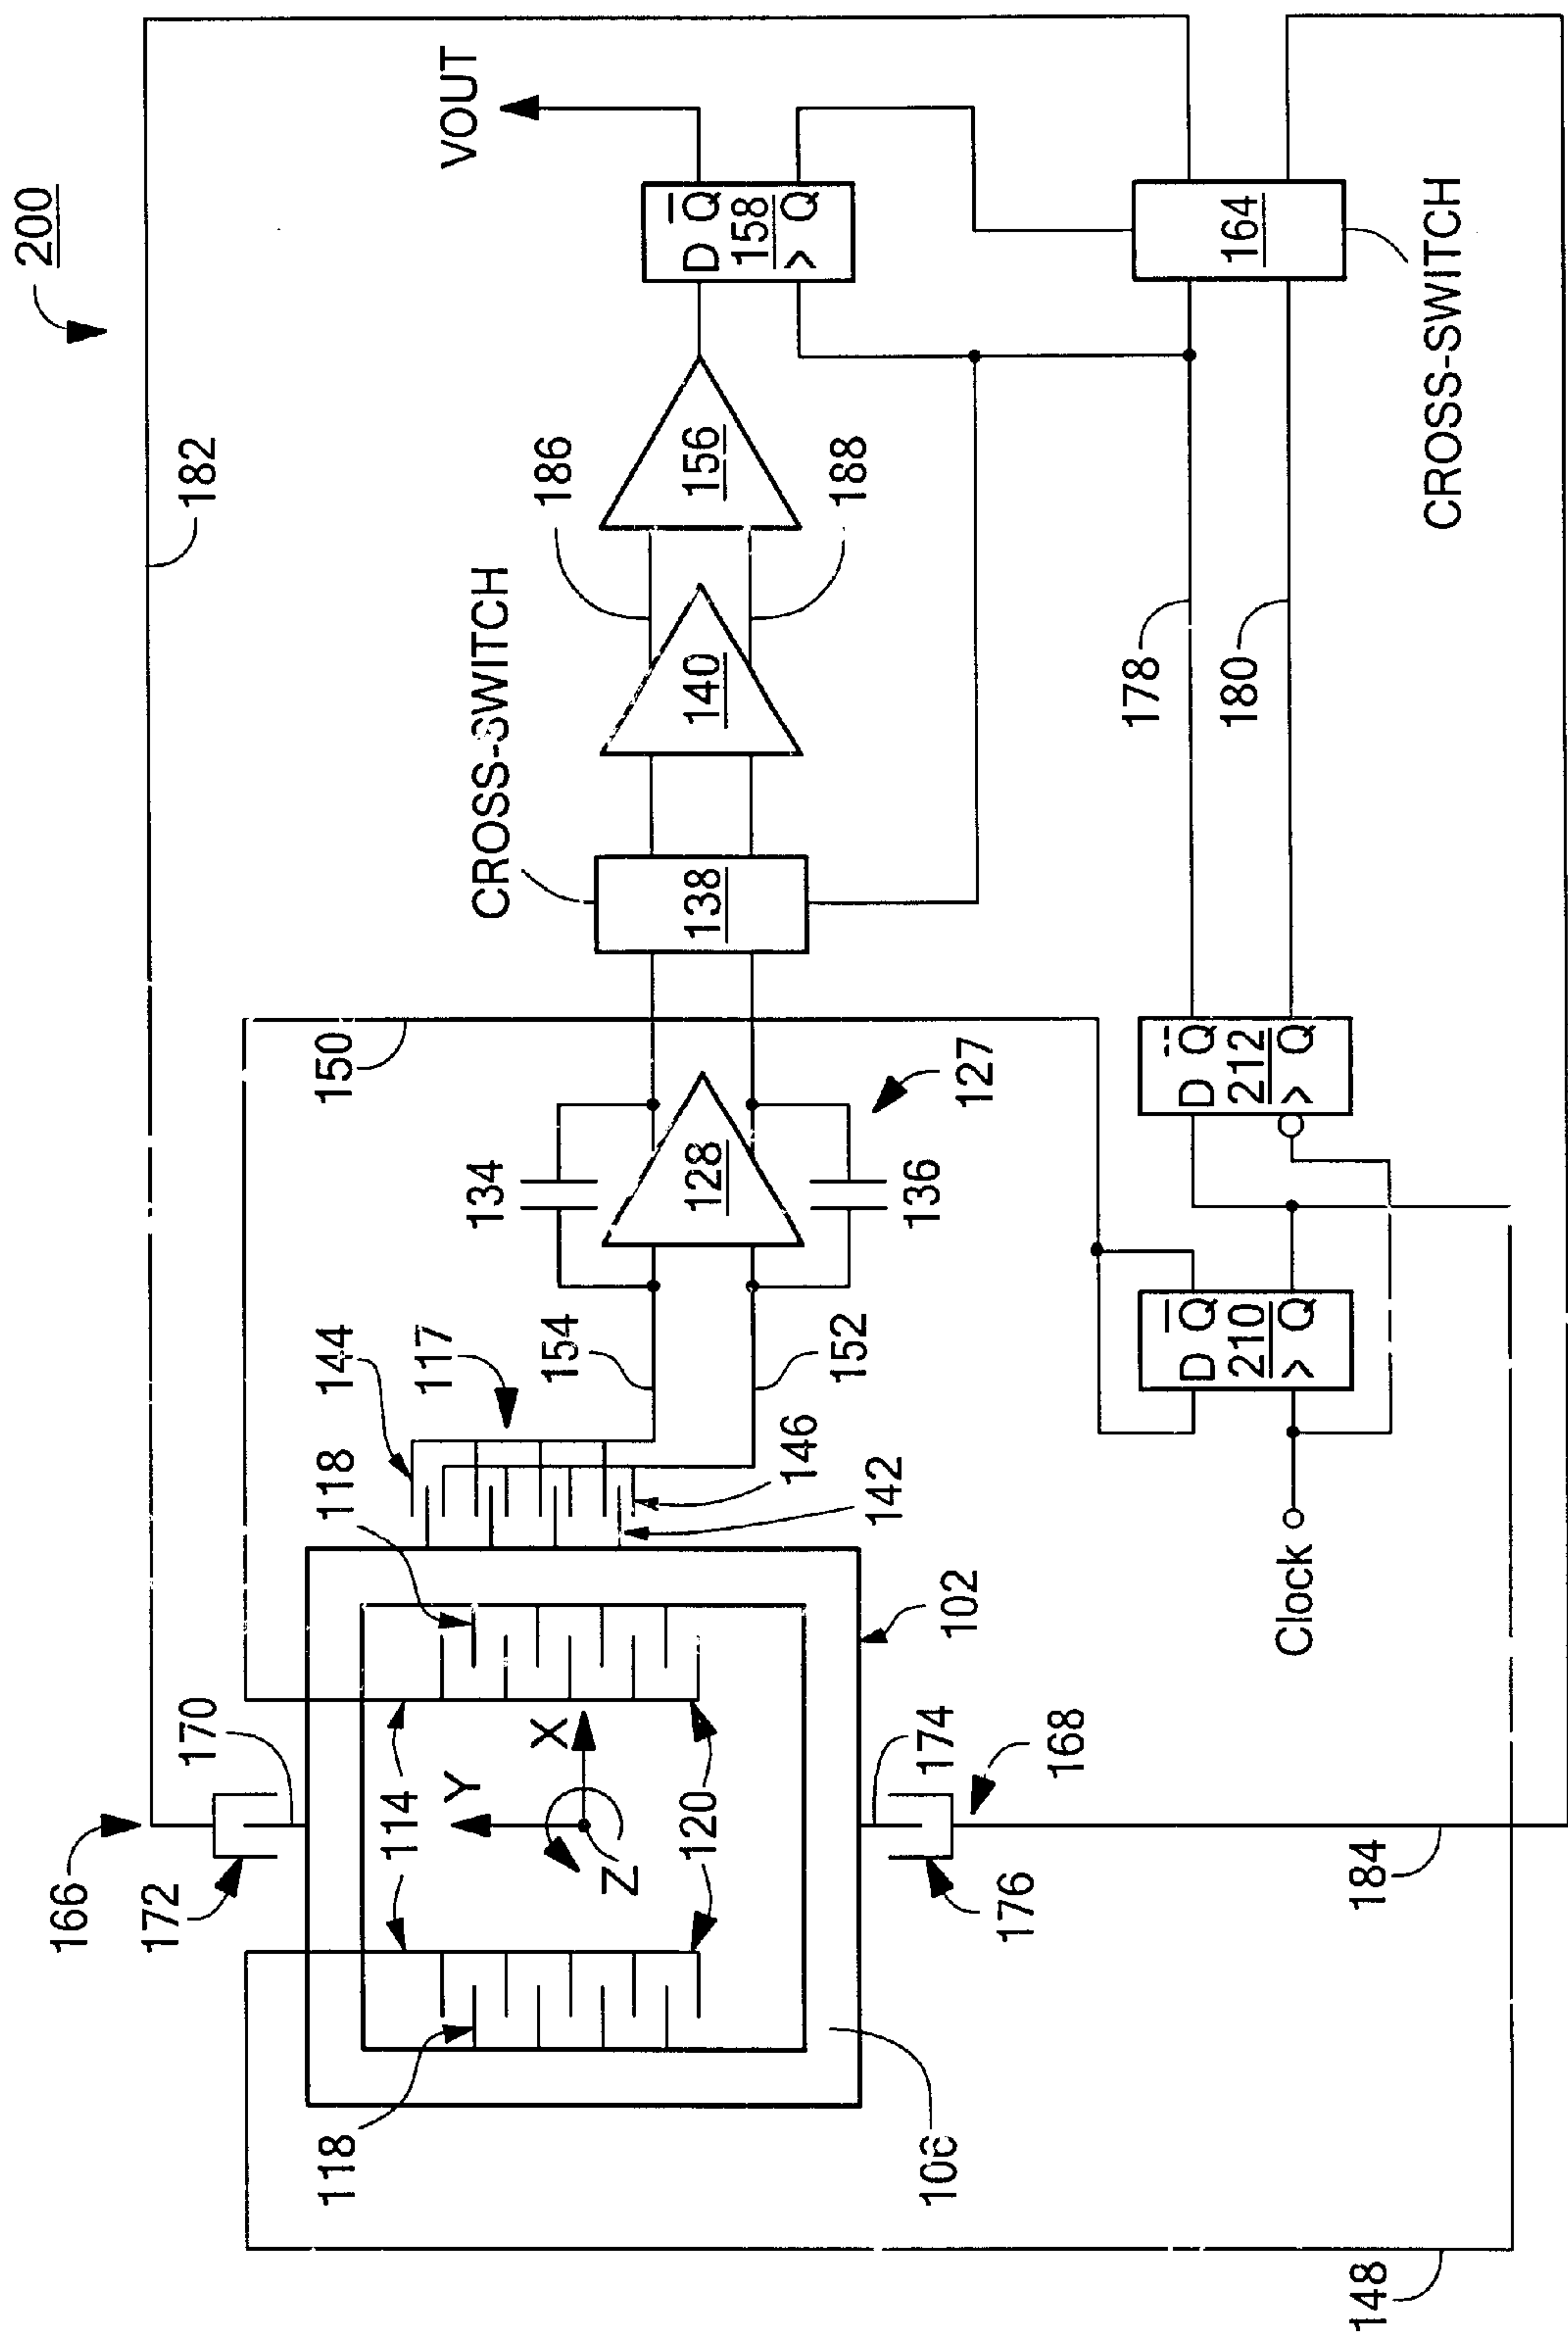 200
182
166
172
170
118
118
114
Y
X
Z
120
144
117
154
152
146
142
102
106
174
168
176
184
148
150
134
128
136
127
CROSS-SWITCH
138
140
186
188
156
VOUT
D Q
158
> Q
164
CROSS-SWITCH
178
180
D Q
212
> Q
D Q
210
> Q
Clock